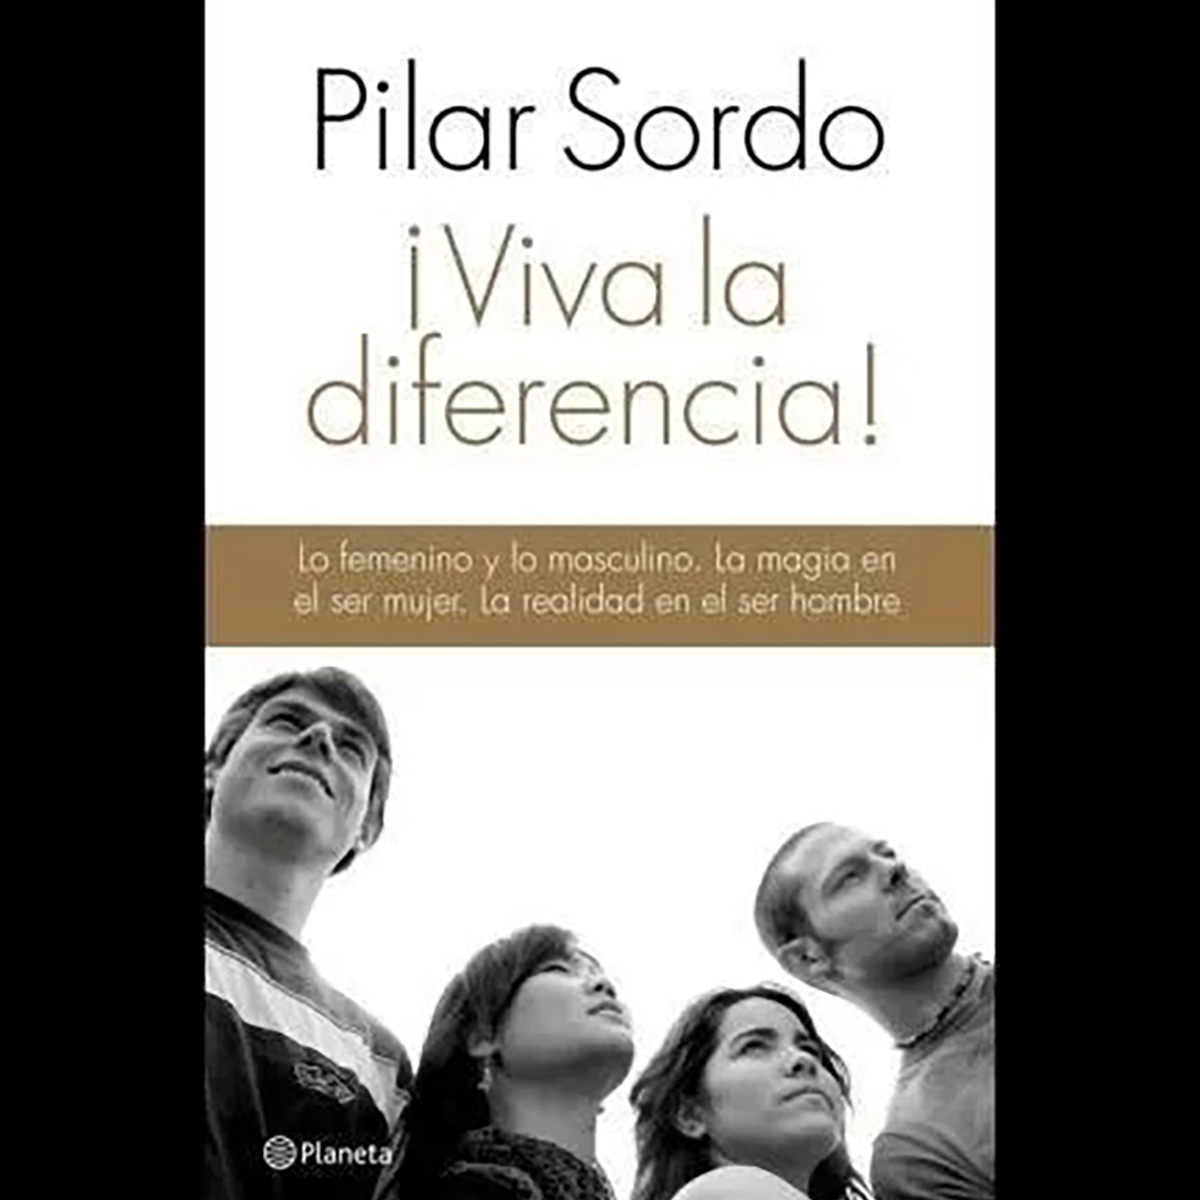 Pilar Sordo
¡Viva la
diferencia!
Lo femenino y lo masculino. La magia en
el ser mujer. La realidad en el ser hombre
Planeta